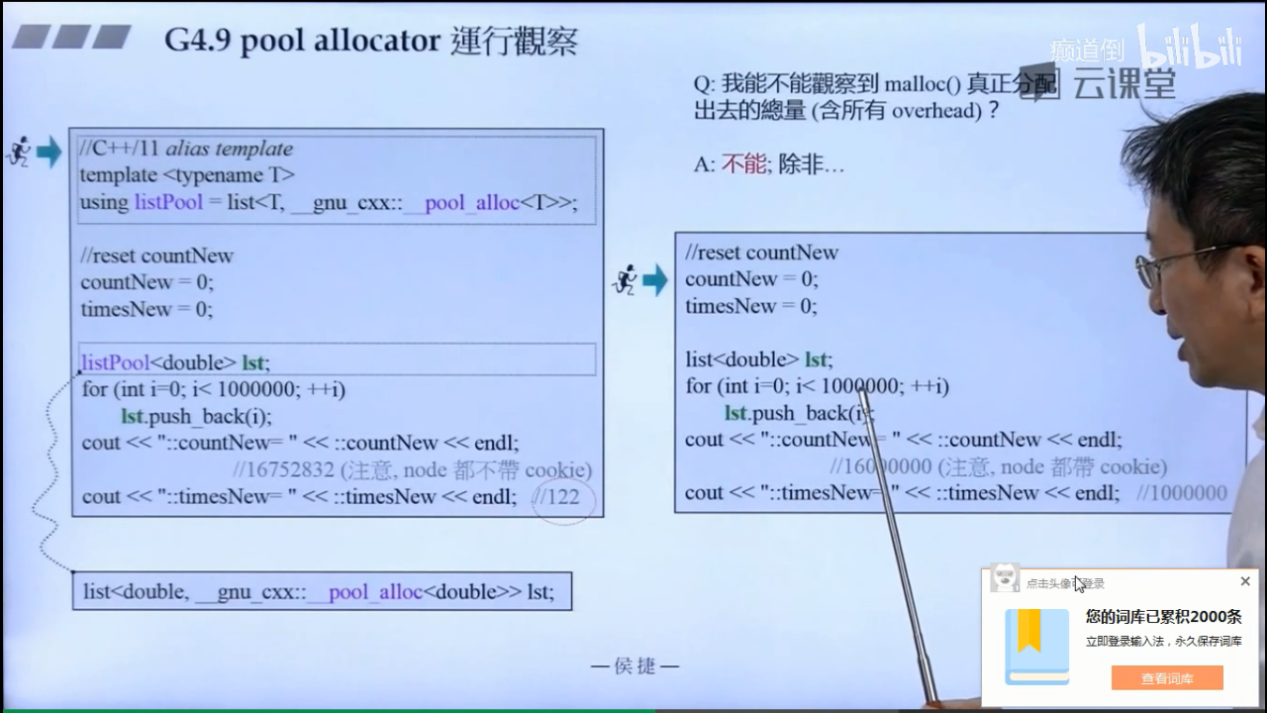 G4.9 pool allocator 運行觀察
癫道倒 bilibili
云课堂
Q: 我能不能觀察到 malloc() 真正分配
出去的總量 (含所有 overhead)？
A: 不能; 除非…
//C++/11 alias template
template <typename T>
using listPool = list<T, __gnu_cxx::__pool_alloc<T>>;
//reset countNew
countNew = 0;
timesNew = 0;
listPool<double> lst;
for (int i=0; i< 1000000; ++i)
lst.push_back(i);
cout << "::countNew= " << ::countNew << endl;
//16752832 (注意, node 都不帶 cookie)
cout << "::timesNew= " << ::timesNew << endl; //122
list<double, __gnu_cxx::__pool_alloc<double>> lst;
//reset countNew
countNew = 0;
timesNew = 0;
list<double> lst;
for (int i=0; i< 1000000; ++i)
lst.push_back(i);
cout << "::countNew= " << ::countNew << endl;
//16000000 (注意, node 都帶 cookie)
cout << "::timesNew= " << ::timesNew << endl; //1000000
—侯捷—
点击头像可登录
您的词库已累积2000条
立即登录输入法，永久保存词库
查看词库